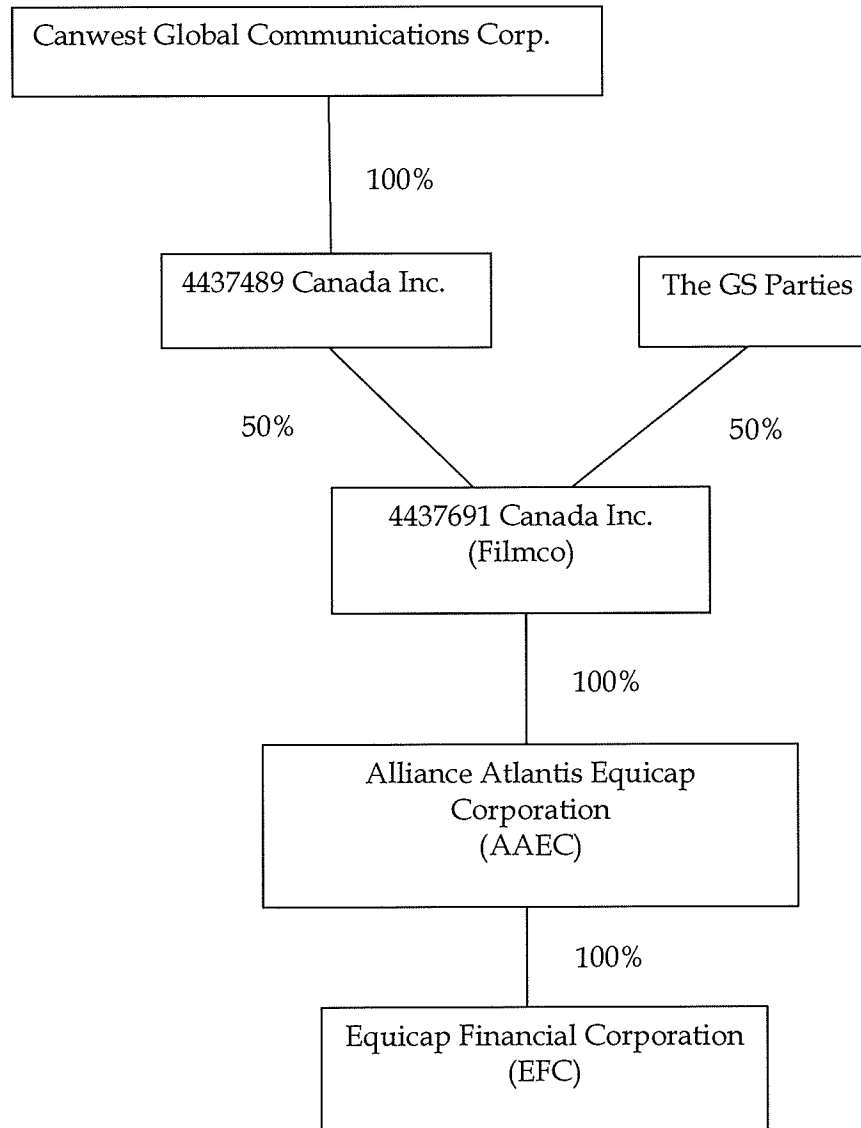 Canwest Global Communications Corp.
100%
4437489 Canada Inc.
The GS Parties
50%
50%
4437691 Canada Inc.
(Filmco)
100%
Alliance Atlantis Equicap
Corporation
(AAEC)
100%
Equicap Financial Corporation
(EFC)